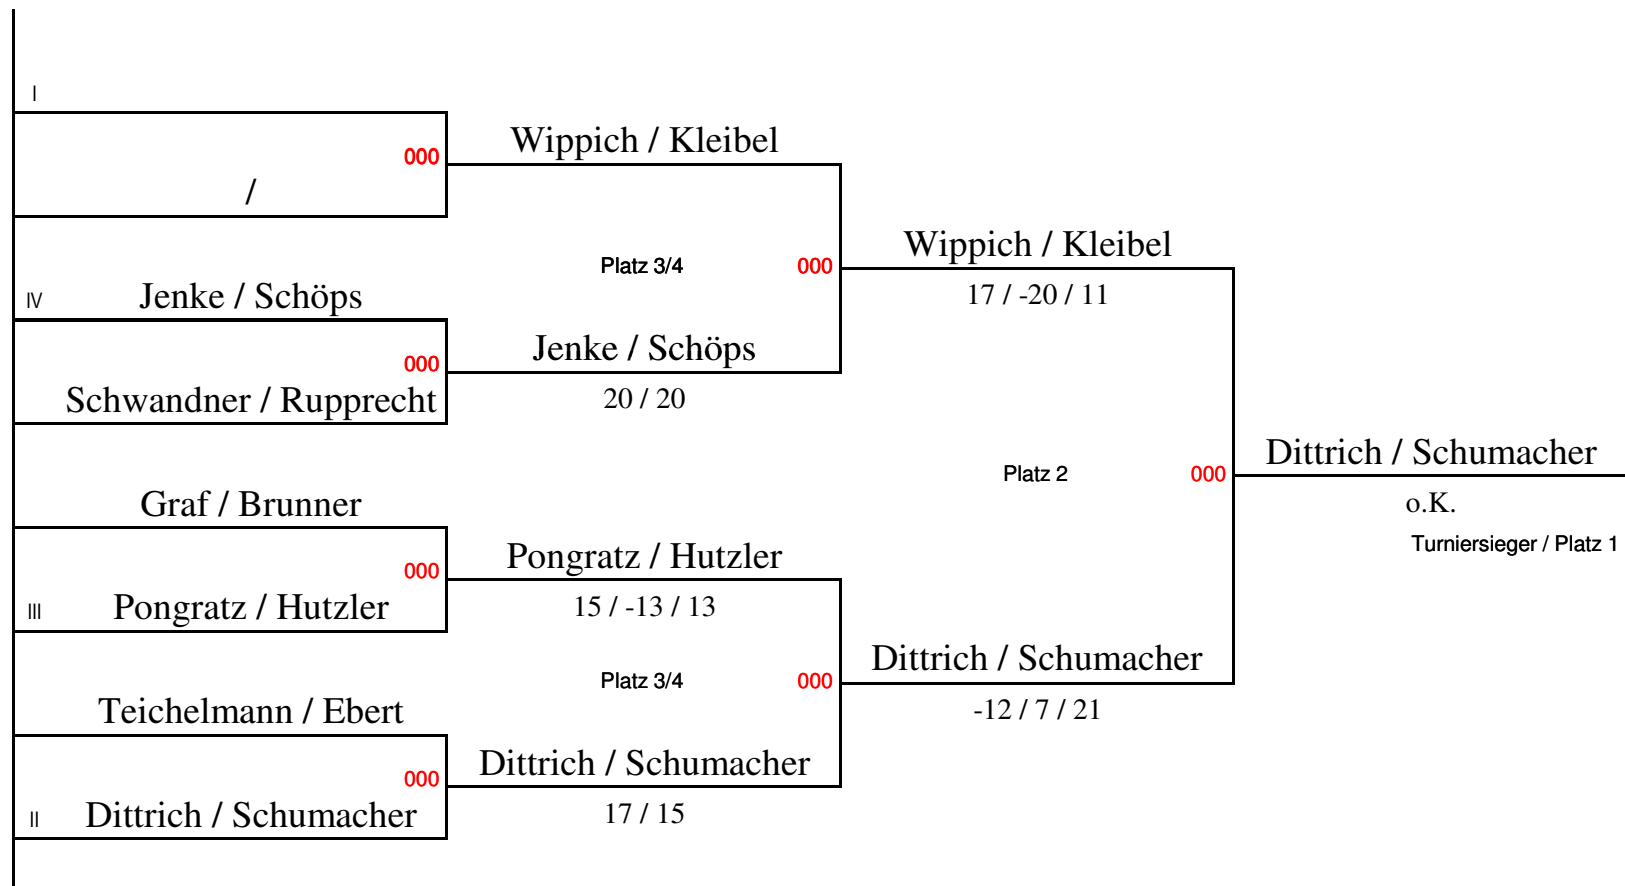 I
Wippich / Kleibel
000
/
Wippich / Kleibel
Platz 3/4
000
IV
Jenke / Schöps
17 / -20 / 11
Jenke / Schöps
000
Schwandner / Rupprecht
20 / 20
Dittrich / Schumacher
Platz 2
000
Graf / Brunner
o.K.
Turniersieger / Platz 1
Pongratz / Hutzler
000
III
Pongratz / Hutzler
15 / -13 / 13
Dittrich / Schumacher
Platz 3/4
000
Teichelmann / Ebert
-12 / 7 / 21
Dittrich / Schumacher
000
II
Dittrich / Schumacher
17 / 15